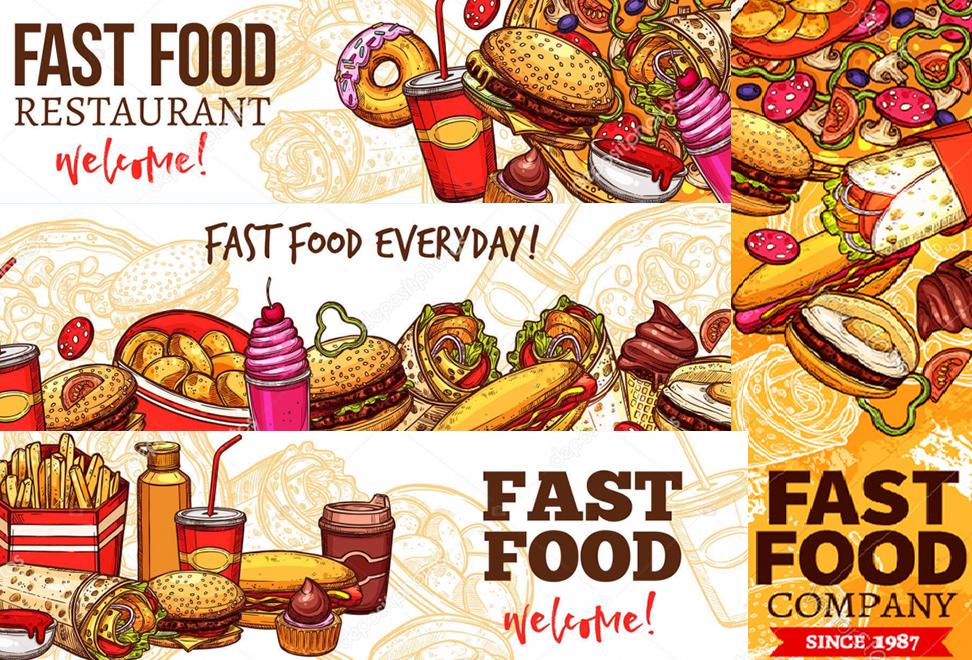 FAST FOOD
RESTAURANT
welcome!
FAST FOOD EVERYDAY!
FAST
FOOD
welcome!
FAST
FOOD
COMPANY
SINCE 1987